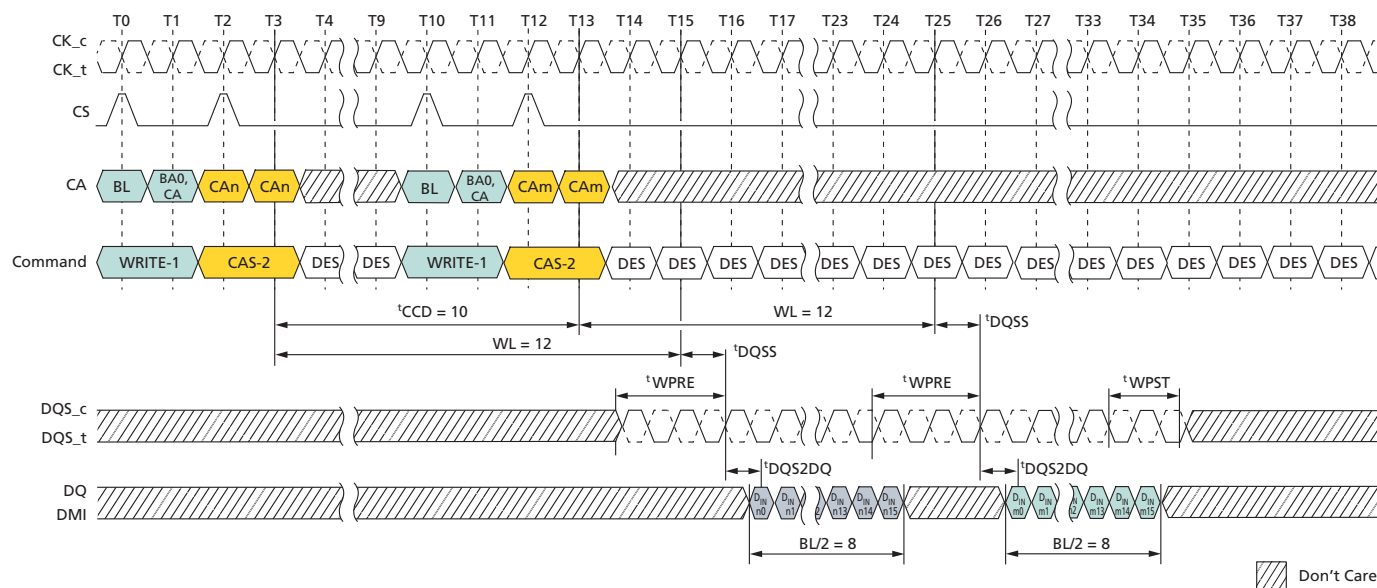 T0 T1 T2 T3 T4 T9 T10 T11 T12 T13 T14 T15 T16 T17 T23 T24 T25 T26 T27 T33 T34 T35 T36 T37 T38
CK_c
CK_t
CS
CA BL BA0, CA CAn CAn BL BA0, CA CAm CAm
Command WRITE-1 CAS-2 DES DES WRITE-1 CAS-2 DES DES DES DES DES DES DES DES DES DES DES DES DES DES DES
tCCD = 10 WL = 12 tDQSS
WL = 12 tDQSS
tWPRE tWPRE tWPST
DQS_c
DQS_t
tDQS2DQ tDQS2DQ
DQ
DMI
DIN n0 DIN n1 DIN n13 DIN n14 DIN n15 DIN m0 DIN m1 DIN m13 DIN m14 DIN m15
BL/2 = 8 BL/2 = 8
Don't Care